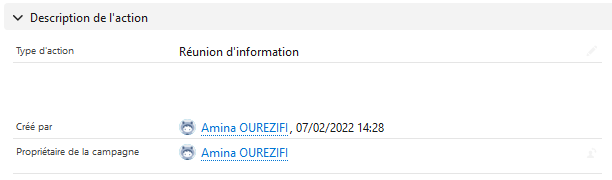 Description de l'action
Type d'action Réunion d'information
Créé par Amina OUREZIFI, 07/02/2022 14:28
Propriétaire de la campagne Amina OUREZIFI